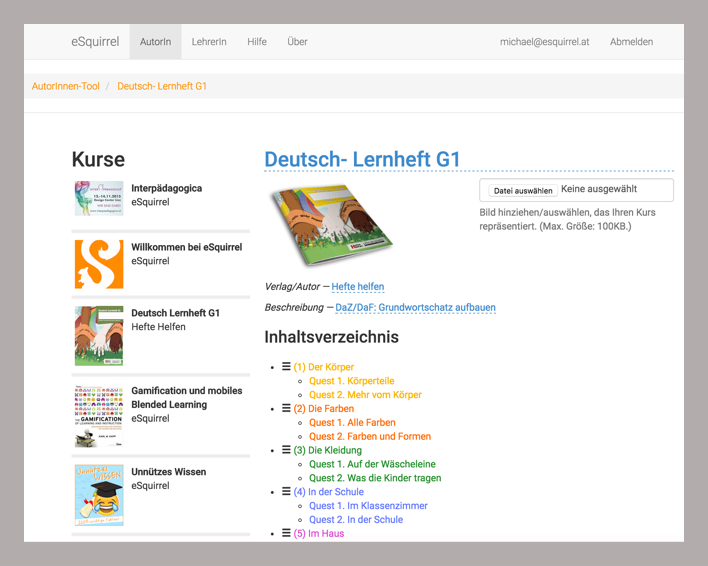 eSquirrel AutorIn LehrerIn Hilfe Über michael@esquirrel.at Abmelden
AutorInnen-Tool / Deutsch- Lernheft G1
Kurse
Interpädagogica
eSquirrel
Willkommen bei eSquirrel
eSquirrel
Deutsch Lernheft G1
Hefte Helfen
Gamification und mobiles
Blended Learning
eSquirrel
THE GAMIFICATION
OF LEARNING AND INSTRUCTION
Unnützes Wissen
eSquirrel
Deutsch- Lernheft G1
Datei auswählen Keine ausgewählt
Bild hinziehen/auswählen, das Ihren Kurs
repräsentiert. (Max. Größe: 100KB.)
Verlag/Autor — Hefte helfen
Beschreibung — DaZ/DaF: Grundwortschatz aufbauen
Inhaltsverzeichnis
(1) Der Körper
Quest 1. Körperteile
Quest 2. Mehr vom Körper
(2) Die Farben
Quest 1. Alle Farben
Quest 2. Farben und Formen
(3) Die Kleidung
Quest 1. Auf der Wäscheleine
Quest 2. Was die Kinder tragen
(4) In der Schule
Quest 1. Im Klassenzimmer
Quest 2. In der Schule
(5) Im Haus